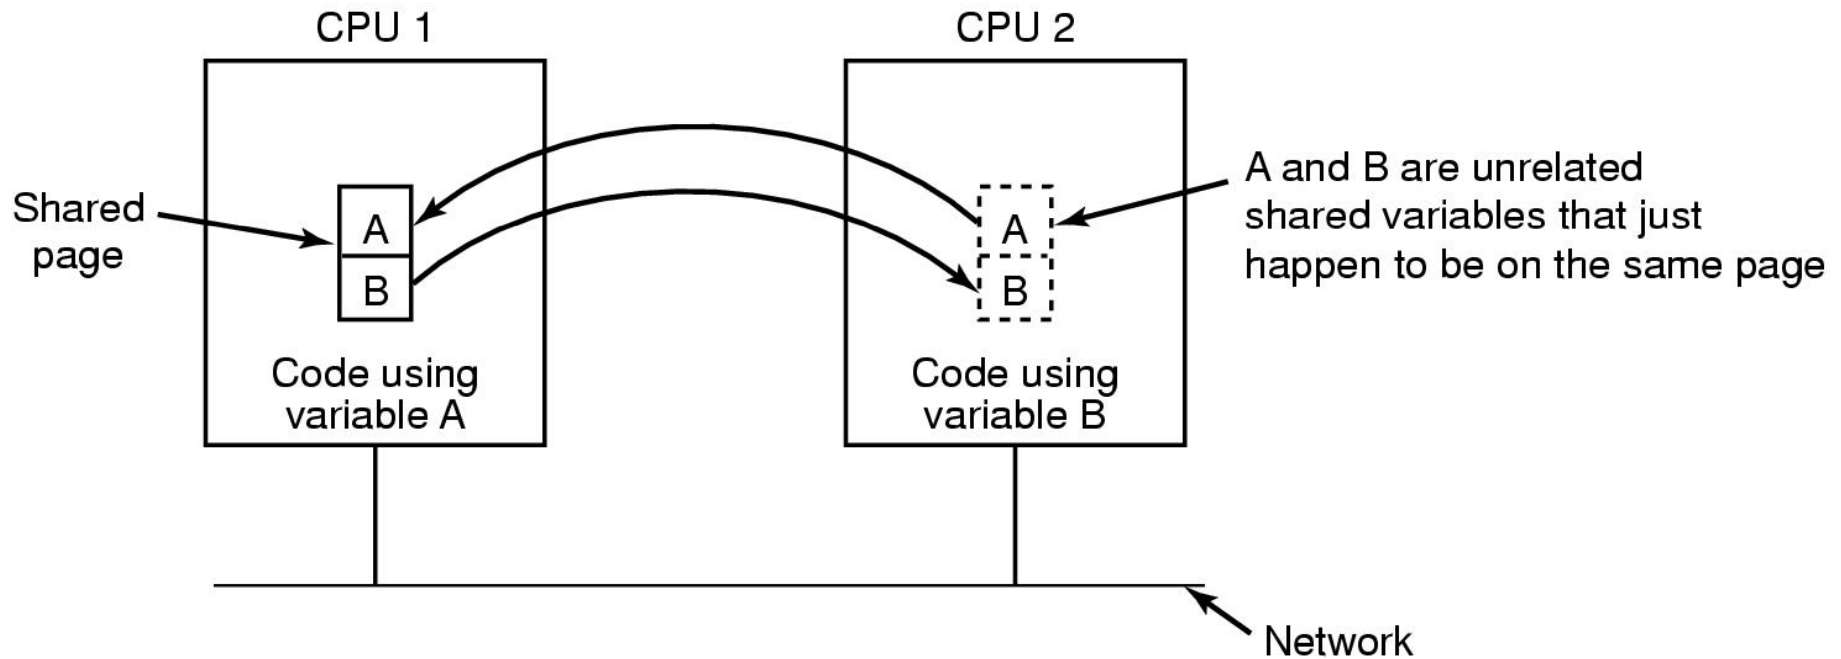 CPU 1
CPU 2
Shared
page
A
B
A
B
A and B are unrelated
shared variables that just
happen to be on the same page
Code using
variable A
Code using
variable B
Network